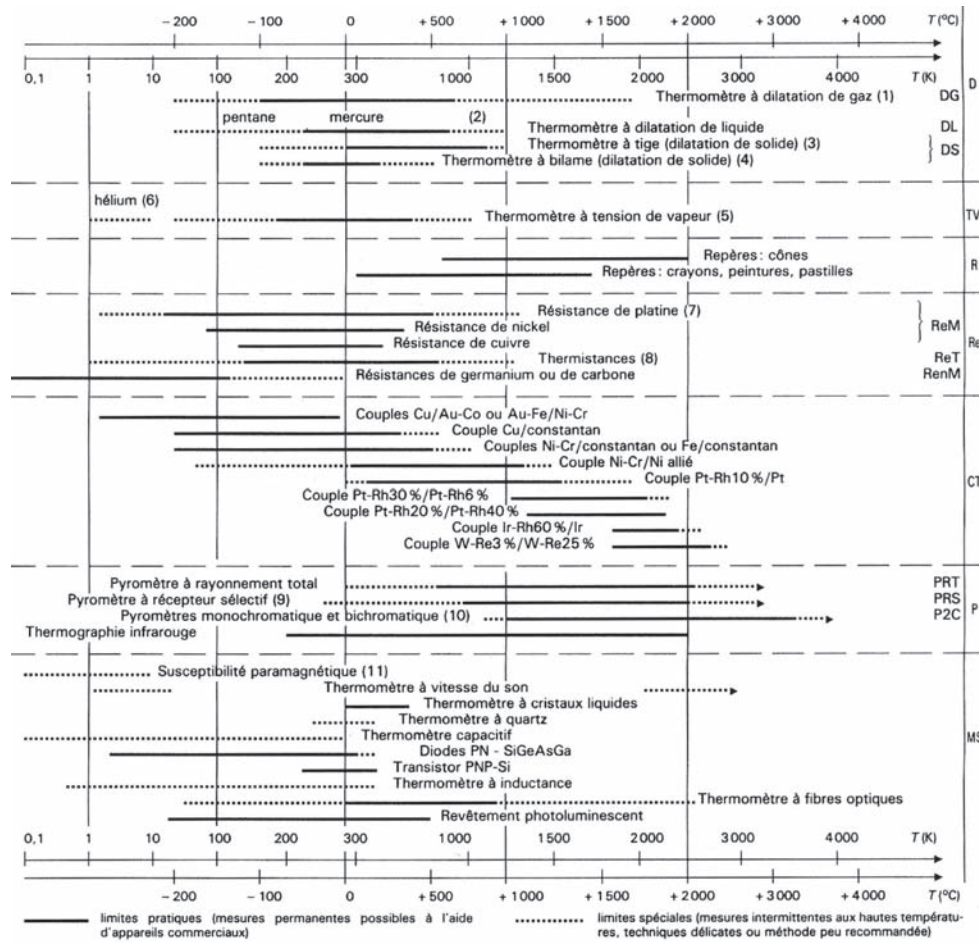 −200 −100 0 +500 +1000 +1500 +2000 +3000 +4000 T (°C)
0,1 1 10 100 200 300 1000 1500 2000 3000 4000 T (K)
D
Thermomètre à dilatation de gaz (1) DG
pentane mercure (2)
Thermomètre à dilatation de liquide DL
Thermomètre à tige (dilatation de solide) (3)
DS
Thermomètre à bilame (dilatation de solide) (4)
hélium (6)
Thermomètre à tension de vapeur (5) TV
Repères : cônes
R
Repères : crayons, peintures, pastilles
Résistance de platine (7)
Résistance de nickel ReM
Résistance de cuivre Re
Thermistances (8) ReT
Résistances de germanium ou de carbone RenM
Couples Cu/Au-Co ou Au-Fe/Ni-Cr
Couple Cu/constantan
Couples Ni-Cr/constantan ou Fe/constantan
Couple Ni-Cr/Ni allié
Couple Pt-Rh10 %/Pt CT
Couple Pt-Rh30 %/Pt-Rh6 %
Couple Pt-Rh20 %/Pt-Rh40 %
Couple Ir-Rh60 %/Ir
Couple W-Re3 %/W-Re25 %
Pyromètre à rayonnement total PRT
Pyromètre à récepteur sélectif (9) PRS
P
Pyromètres monochromatique et bichromatique (10) P2C
Thermographie infrarouge
Susceptibilité paramagnétique (11)
Thermomètre à vitesse du son
Thermomètre à cristaux liquides
Thermomètre à quartz
Thermomètre capacitif
MS
Diodes PN - SiGeAsGa
Transistor PNP-Si
Thermomètre à inductance
Thermomètre à fibres optiques
Revêtement photoluminescent
0,1 1 10 100 200 300 1000 1500 2000 3000 4000 T (K)
−200 −100 0 +500 +1000 +1500 +2000 +3000 +4000 T (°C)
limites pratiques (mesures permanentes possibles à l'aide
d'appareils commerciaux)
limites spéciales (mesures intermittentes aux hautes températu-
res, techniques délicates ou méthode peu recommandée)